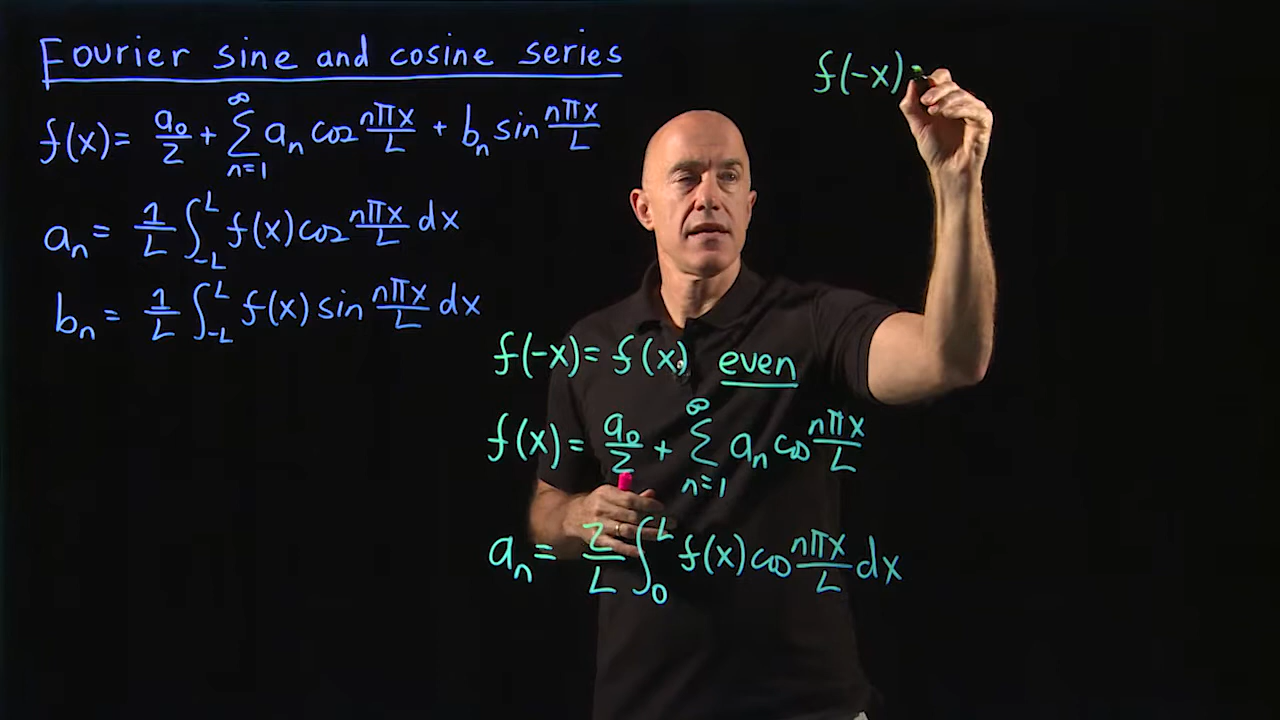 Fourier sine and cosine series
f(x) = a₀/2 + ∑_{n=1}^{∞} aₙ cos nπx/L + bₙ sin nπx/L
aₙ = 1/L ∫_{-L}^{L} f(x) cos nπx/L dx
bₙ = 1/L ∫_{-L}^{L} f(x) sin nπx/L dx
f(-x) = f(x) even
f(x) = a₀/2 + ∑_{n=1}^{∞} aₙ cos nπx/L
aₙ = 2/L ∫_{0}^{L} f(x) cos nπx/L dx
f(-x)